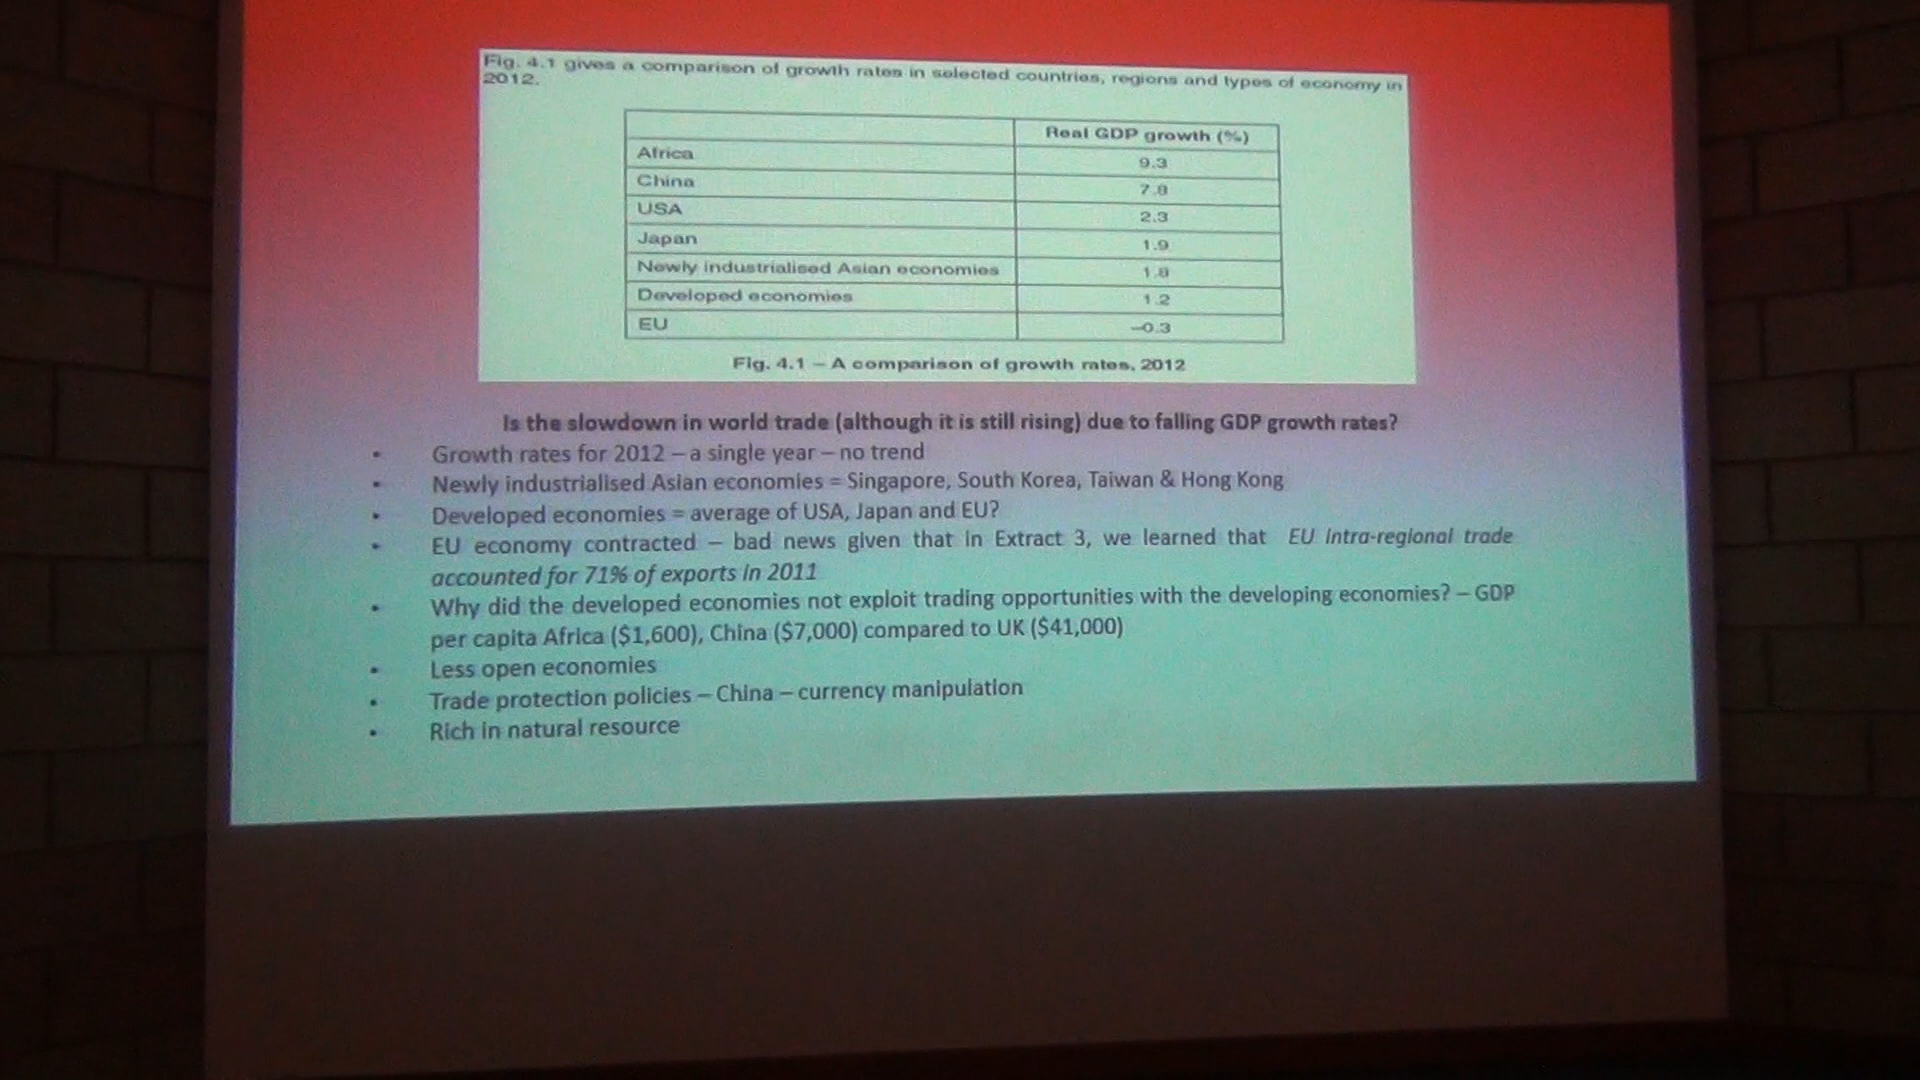 Fig. 4.1 gives a comparison of growth rates in selected countries, regions and types of economy in
2012.
Real GDP growth (%)
Africa 9.3
China 7.8
USA 2.3
Japan 1.9
Newly industrialised Asian economies 1.8
Developed economies 1.2
EU –0.3
Fig. 4.1 – A comparison of growth rates, 2012
Is the slowdown in world trade (although it is still rising) due to falling GDP growth rates?
• Growth rates for 2012 – a single year – no trend
• Newly industrialised Asian economies = Singapore, South Korea, Taiwan & Hong Kong
• Developed economies = average of USA, Japan and EU?
• EU economy contracted – bad news given that in Extract 3, we learned that EU intra-regional trade
accounted for 71% of exports in 2011
• Why did the developed economies not exploit trading opportunities with the developing economies? – GDP
per capita Africa ($1,600), China ($7,000) compared to UK ($41,000)
• Less open economies
• Trade protection policies – China – currency manipulation
• Rich in natural resource